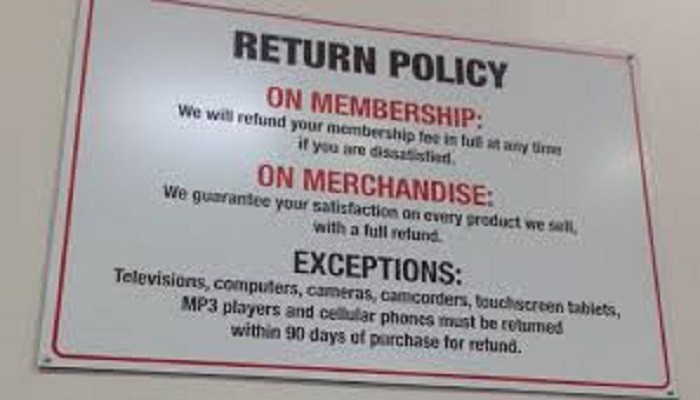 RETURN POLICY
ON MEMBERSHIP:
We will refund your membership fee in full at any time
if you are dissatisfied.
ON MERCHANDISE:
We guarantee your satisfaction on every product we sell,
with a full refund.
EXCEPTIONS:
Televisions, computers, cameras, camcorders, touchscreen tablets,
MP3 players and cellular phones must be returned
within 90 days of purchase for refund.